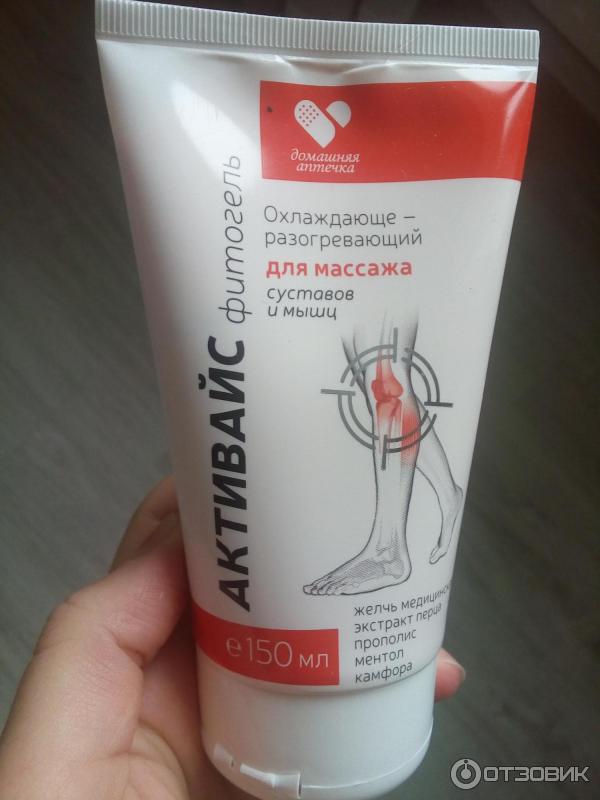 домашняя
аптечка
Охлаждающе –
разогревающий
для массажа
суставов
и мышц
АКТИВАЙС фитогель
желчь медицинск
экстракт перца
прополис
ментол
камфора
е 150 мл
ОТЗОВИК